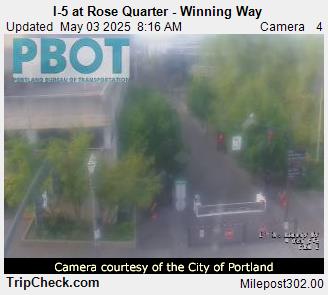 I-5 at Rose Quarter - Winning Way
Updated May 03 2025 8:16 AM Camera 4
PBOT
PORTLAND BUREAU OF TRANSPORTATION
Camera courtesy of the City of Portland
TripCheck.com Milepost302.00